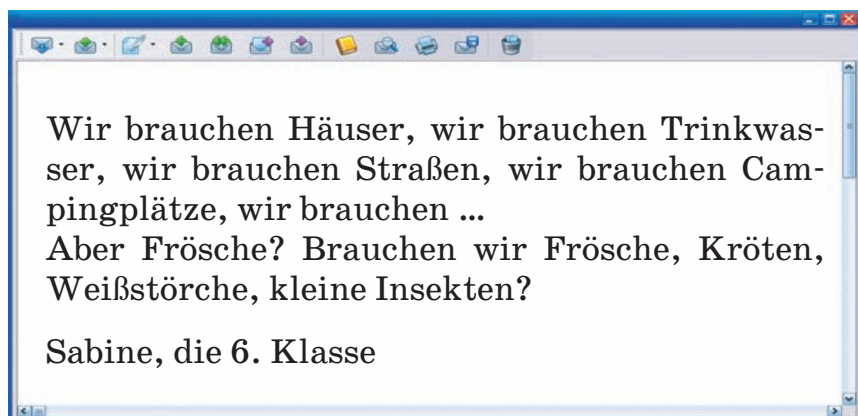 Wir brauchen Häuser, wir brauchen Trinkwas-
ser, wir brauchen Straßen, wir brauchen Cam-
pingplätze, wir brauchen ...
Aber Frösche? Brauchen wir Frösche, Kröten,
Weißstörche, kleine Insekten?
Sabine, die 6. Klasse